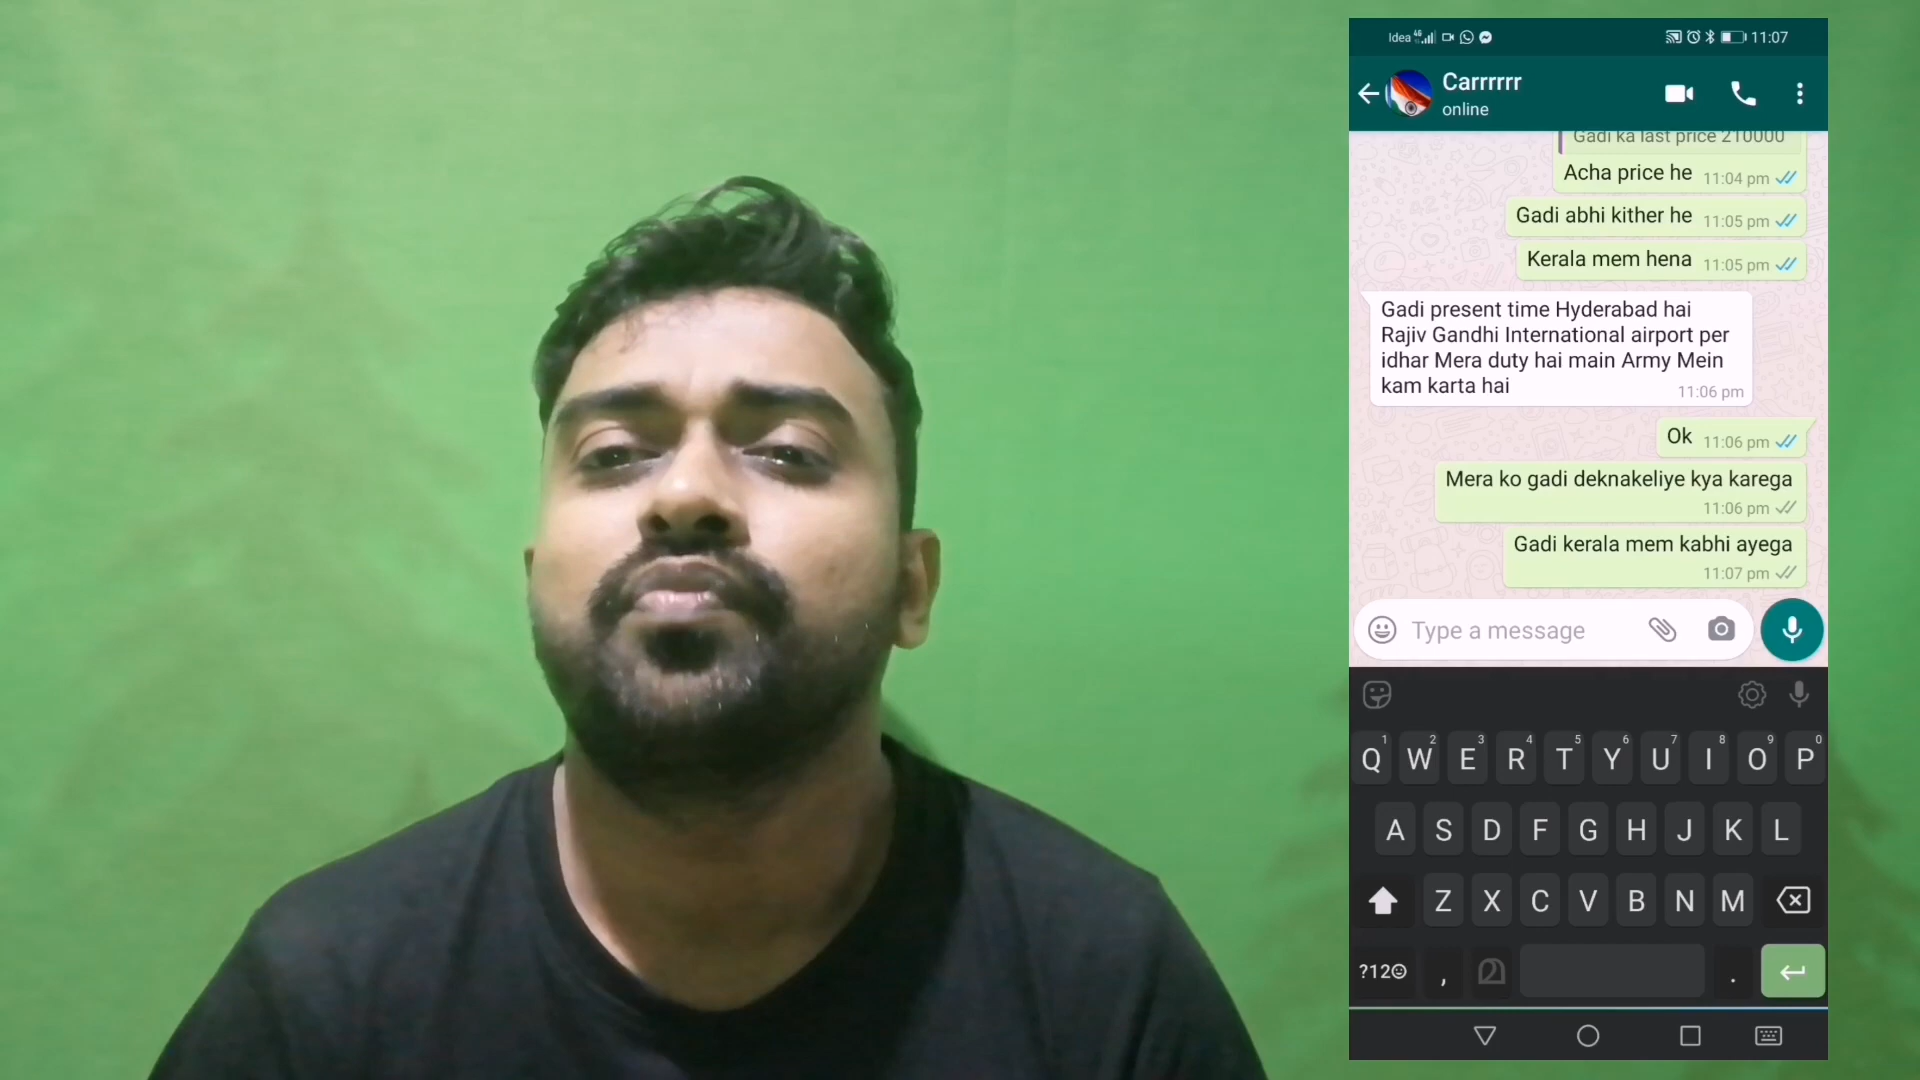 Idea 4G 11:07
Carrrrrr
online
Gadi ka last price 210000
Acha price he 11:04 pm
Gadi abhi kither he 11:05 pm
Kerala mem hena 11:05 pm
Gadi present time Hyderabad hai
Rajiv Gandhi International airport per
idhar Mera duty hai main Army Mein
kam karta hai 11:06 pm
Ok 11:06 pm
Mera ko gadi deknakeliye kya karega
11:06 pm
Gadi kerala mem kabhi ayega
11:07 pm
Type a message
1 2 3 4 5 6 7 8 9 0
Q W E R T Y U I O P
A S D F G H J K L
Z X C V B N M
?12 , മ .